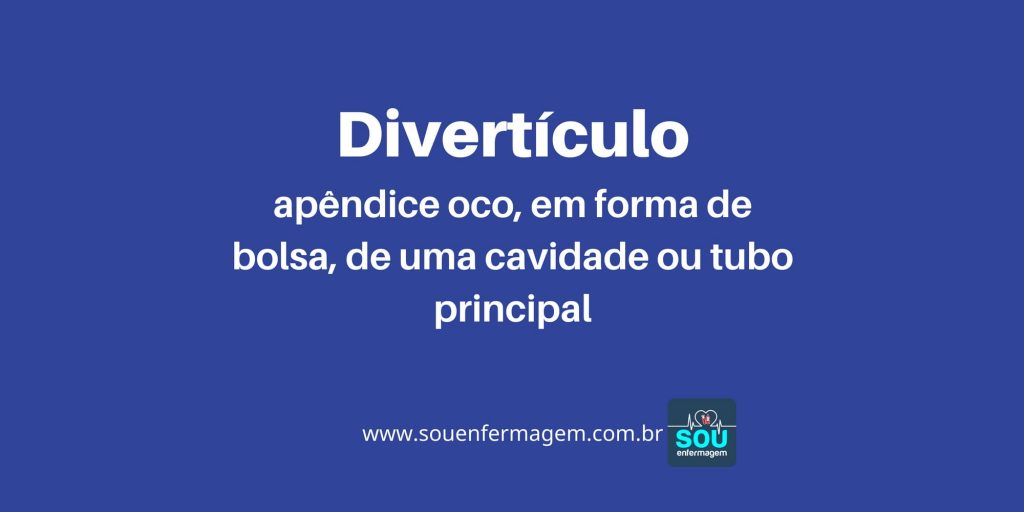 Divertículo
apêndice oco, em forma de
bolsa, de uma cavidade ou tubo
principal
www.souenfermagem.com.br
SOU
enfermagem